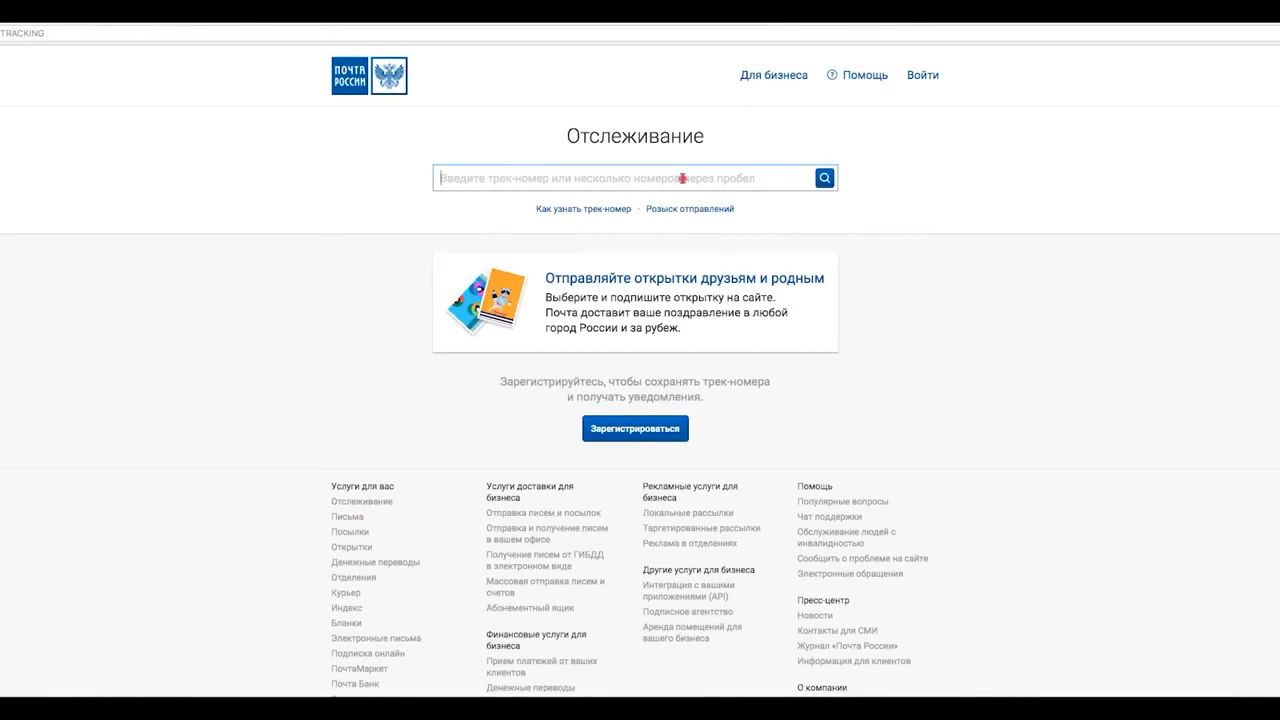 TRACKING
ПОЧТА
РОССИИ
Для бизнеса
Помощь
Войти
Отслеживание
Введите трек-номер или несколько номеров через пробел
Как узнать трек-номер · Розыск отправлений
Отправляйте открытки друзьям и родным
Выберите и подпишите открытку на сайте.
Почта доставит ваше поздравление в любой
город России и за рубеж.
Зарегистрируйтесь, чтобы сохранять трек-номера
и получать уведомления.
Зарегистрироваться
Услуги для вас
Отслеживание
Письма
Посылки
Открытки
Денежные переводы
Отделения
Курьер
Индекс
Бланки
Электронные письма
Подписка онлайн
ПочтаМаркет
Почта Банк
Услуги доставки для
бизнеса
Отправка писем и посылок
Отправка и получение писем
в вашем офисе
Получение писем от ГИБДД
в электронном виде
Массовая отправка писем и
счетов
Абонементный ящик
Финансовые услуги для
бизнеса
Прием платежей от ваших
клиентов
Денежные переводы
Рекламные услуги для
бизнеса
Локальные рассылки
Таргетированные рассылки
Реклама в отделениях
Другие услуги для бизнеса
Интеграция с вашими
приложениями (API)
Подписное агентство
Аренда помещений для
вашего бизнеса
Помощь
Популярные вопросы
Чат поддержки
Обслуживание людей с
инвалидностью
Сообщить о проблеме на сайте
Электронные обращения
Пресс-центр
Новости
Контакты для СМИ
Журнал «Почта России»
Информация для клиентов
О компании